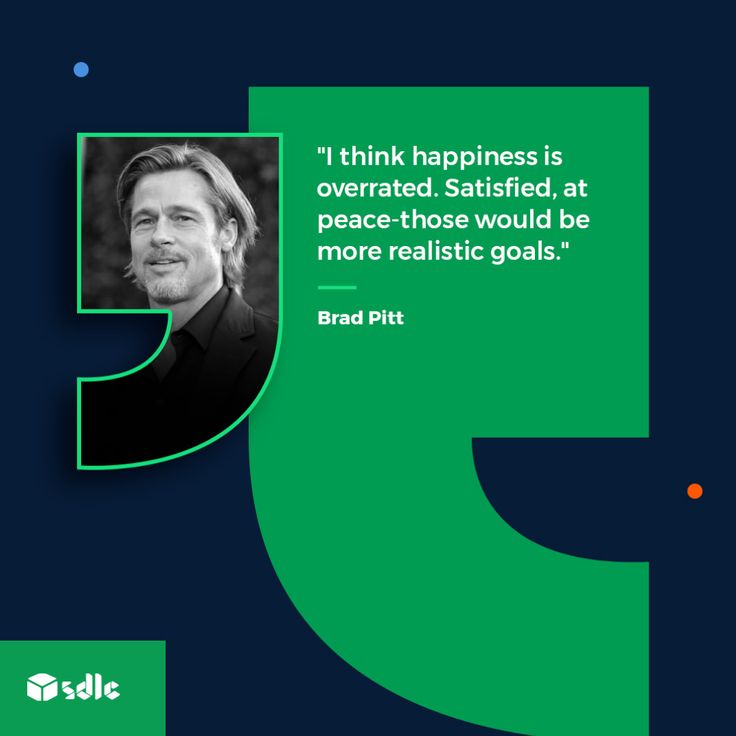 "I think happiness is
overrated. Satisfied, at
peace-those would be
more realistic goals."
Brad Pitt
sdlc